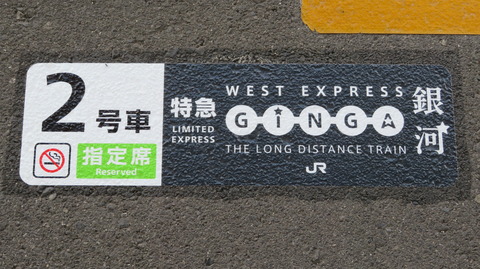 2号車
指定席
Reserved
特急
LIMITED
EXPRESS
WEST EXPRESS
GINGA
THE LONG DISTANCE TRAIN
JR
銀河